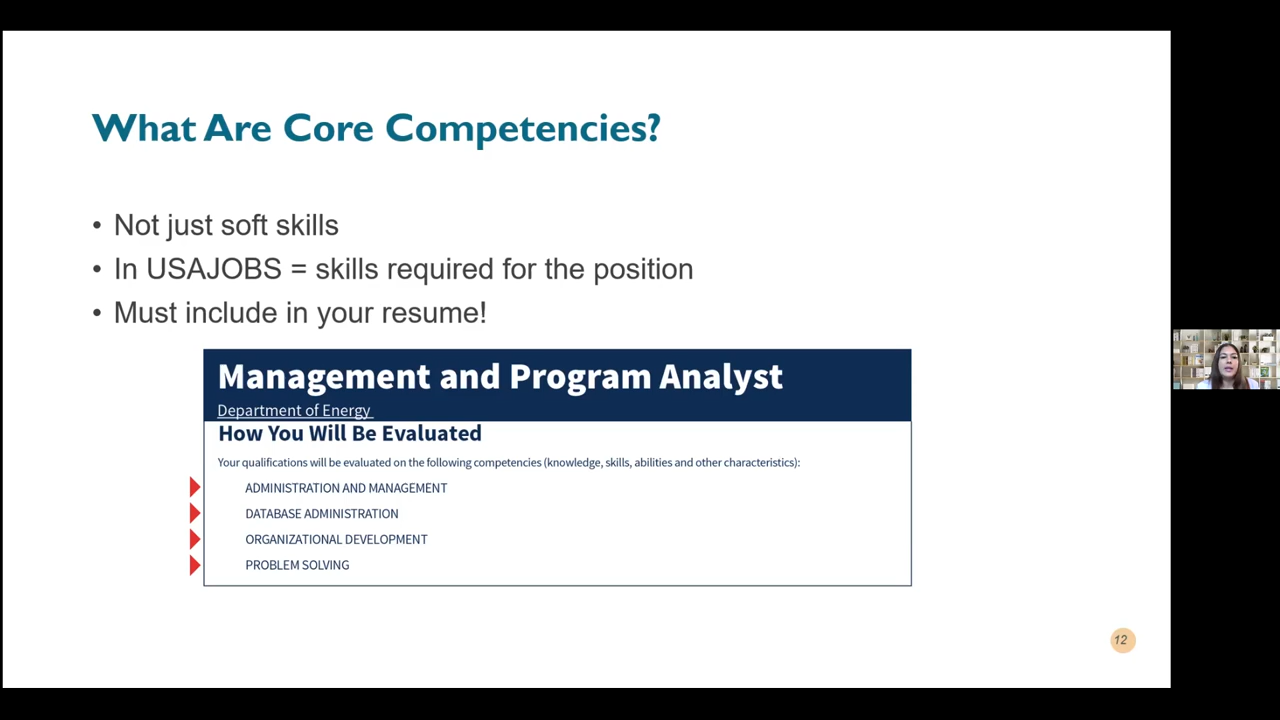 What Are Core Competencies?
• Not just soft skills
• In USAJOBS = skills required for the position
• Must include in your resume!
Management and Program Analyst
Department of Energy
How You Will Be Evaluated
Your qualifications will be evaluated on the following competencies (knowledge, skills, abilities and other characteristics):
ADMINISTRATION AND MANAGEMENT
DATABASE ADMINISTRATION
ORGANIZATIONAL DEVELOPMENT
PROBLEM SOLVING
12